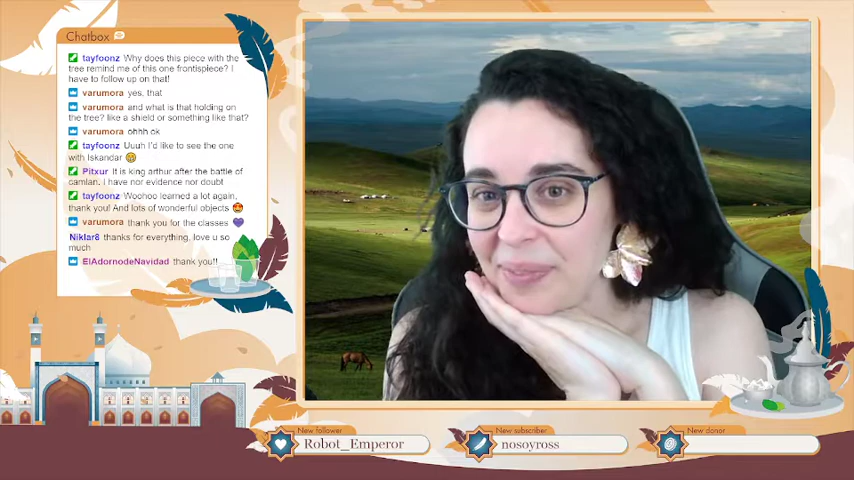 Chatbox
tayfoonz Why does this piece with the
tree remind me of this one frontispiece? I
have to follow up on that!
varumora yes, that
varumora and what is that holding on
the tree? like a shield or something like that?
varumora ohhh ok
tayfoonz Uuuh I'd like to see the one
with Iskandar
Pitxur It is king arthur after the battle of
camlan. I have nor evidence nor doubt
tayfoonz Woohoo learned a lot again,
thank you! And lots of wonderful objects
varumora thank you for the classes
Niklar8 thanks for everything, love u so
much
ElAdornodeNavidad thank you!!
New follower
Robot_Emperor
New subscriber
nosoyross
New donor